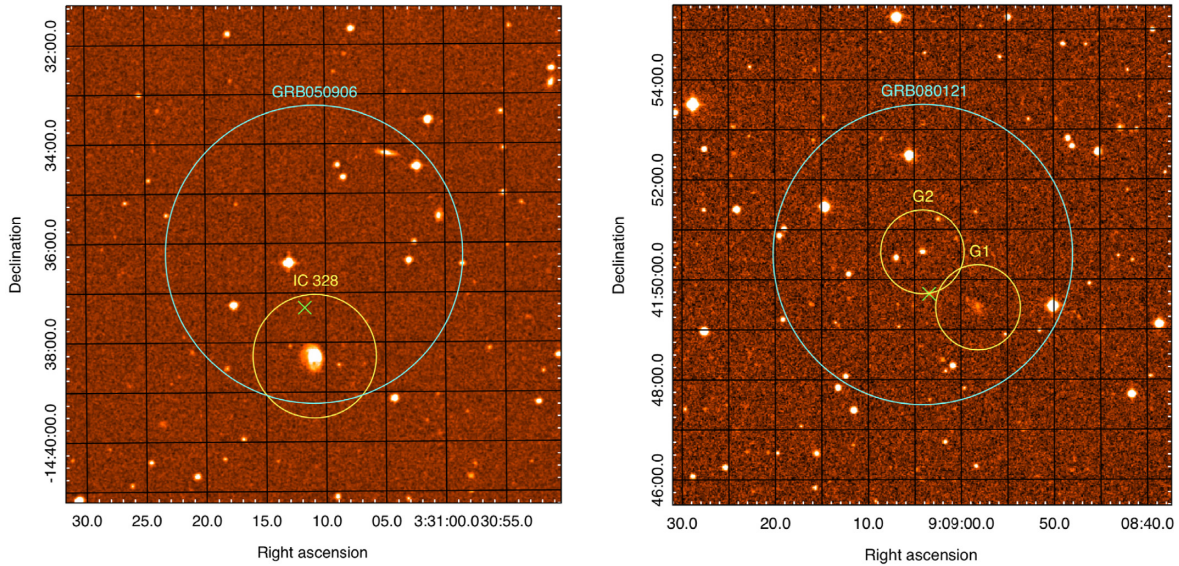 GRB050906
IC 328
32:00.0
34:00.0
36:00.0
38:00.0
-14:40:00.0
Declination
30.0 25.0 20.0 15.0 10.0 05.0 3:31:00.0 30:55.0
Right ascension
GRB080121
G2
G1
54:00.0
52:00.0
41:50:00.0
48:00.0
46:00.0
Declination
30.0 20.0 10.0 9:09:00.0 50.0 08:40.0
Right ascension